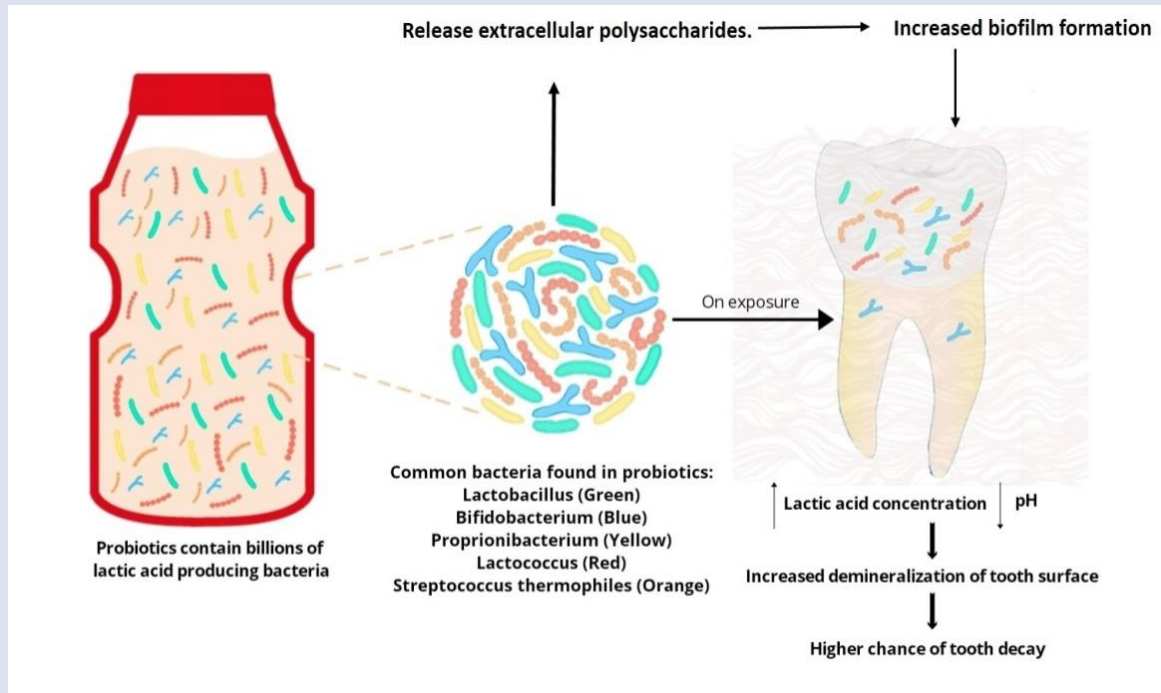 Release extracellular polysaccharides.
Increased biofilm formation
On exposure
Probiotics contain billions of
lactic acid producing bacteria
Common bacteria found in probiotics:
Lactobacillus (Green)
Bifidobacterium (Blue)
Proprionibacterium (Yellow)
Lactococcus (Red)
Streptococcus thermophiles (Orange)
Lactic acid concentration
pH
Increased demineralization of tooth surface
Higher chance of tooth decay